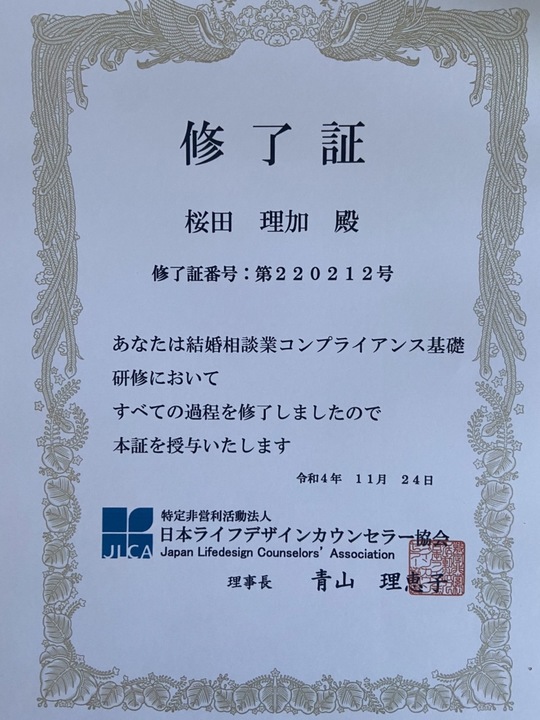 修了証
桜田 理加 殿
修了証番号：第２２０２１２号
あなたは結婚相談業コンプライアンス基礎
研修において
すべての過程を修了しましたので
本証を授与いたします
令和４年 １１月 ２４日
JLCA
特定非営利活動法人
日本ライフデザインカウンセラー協会
Japan Lifedesign Counselors' Association
理事長 青山 理恵子